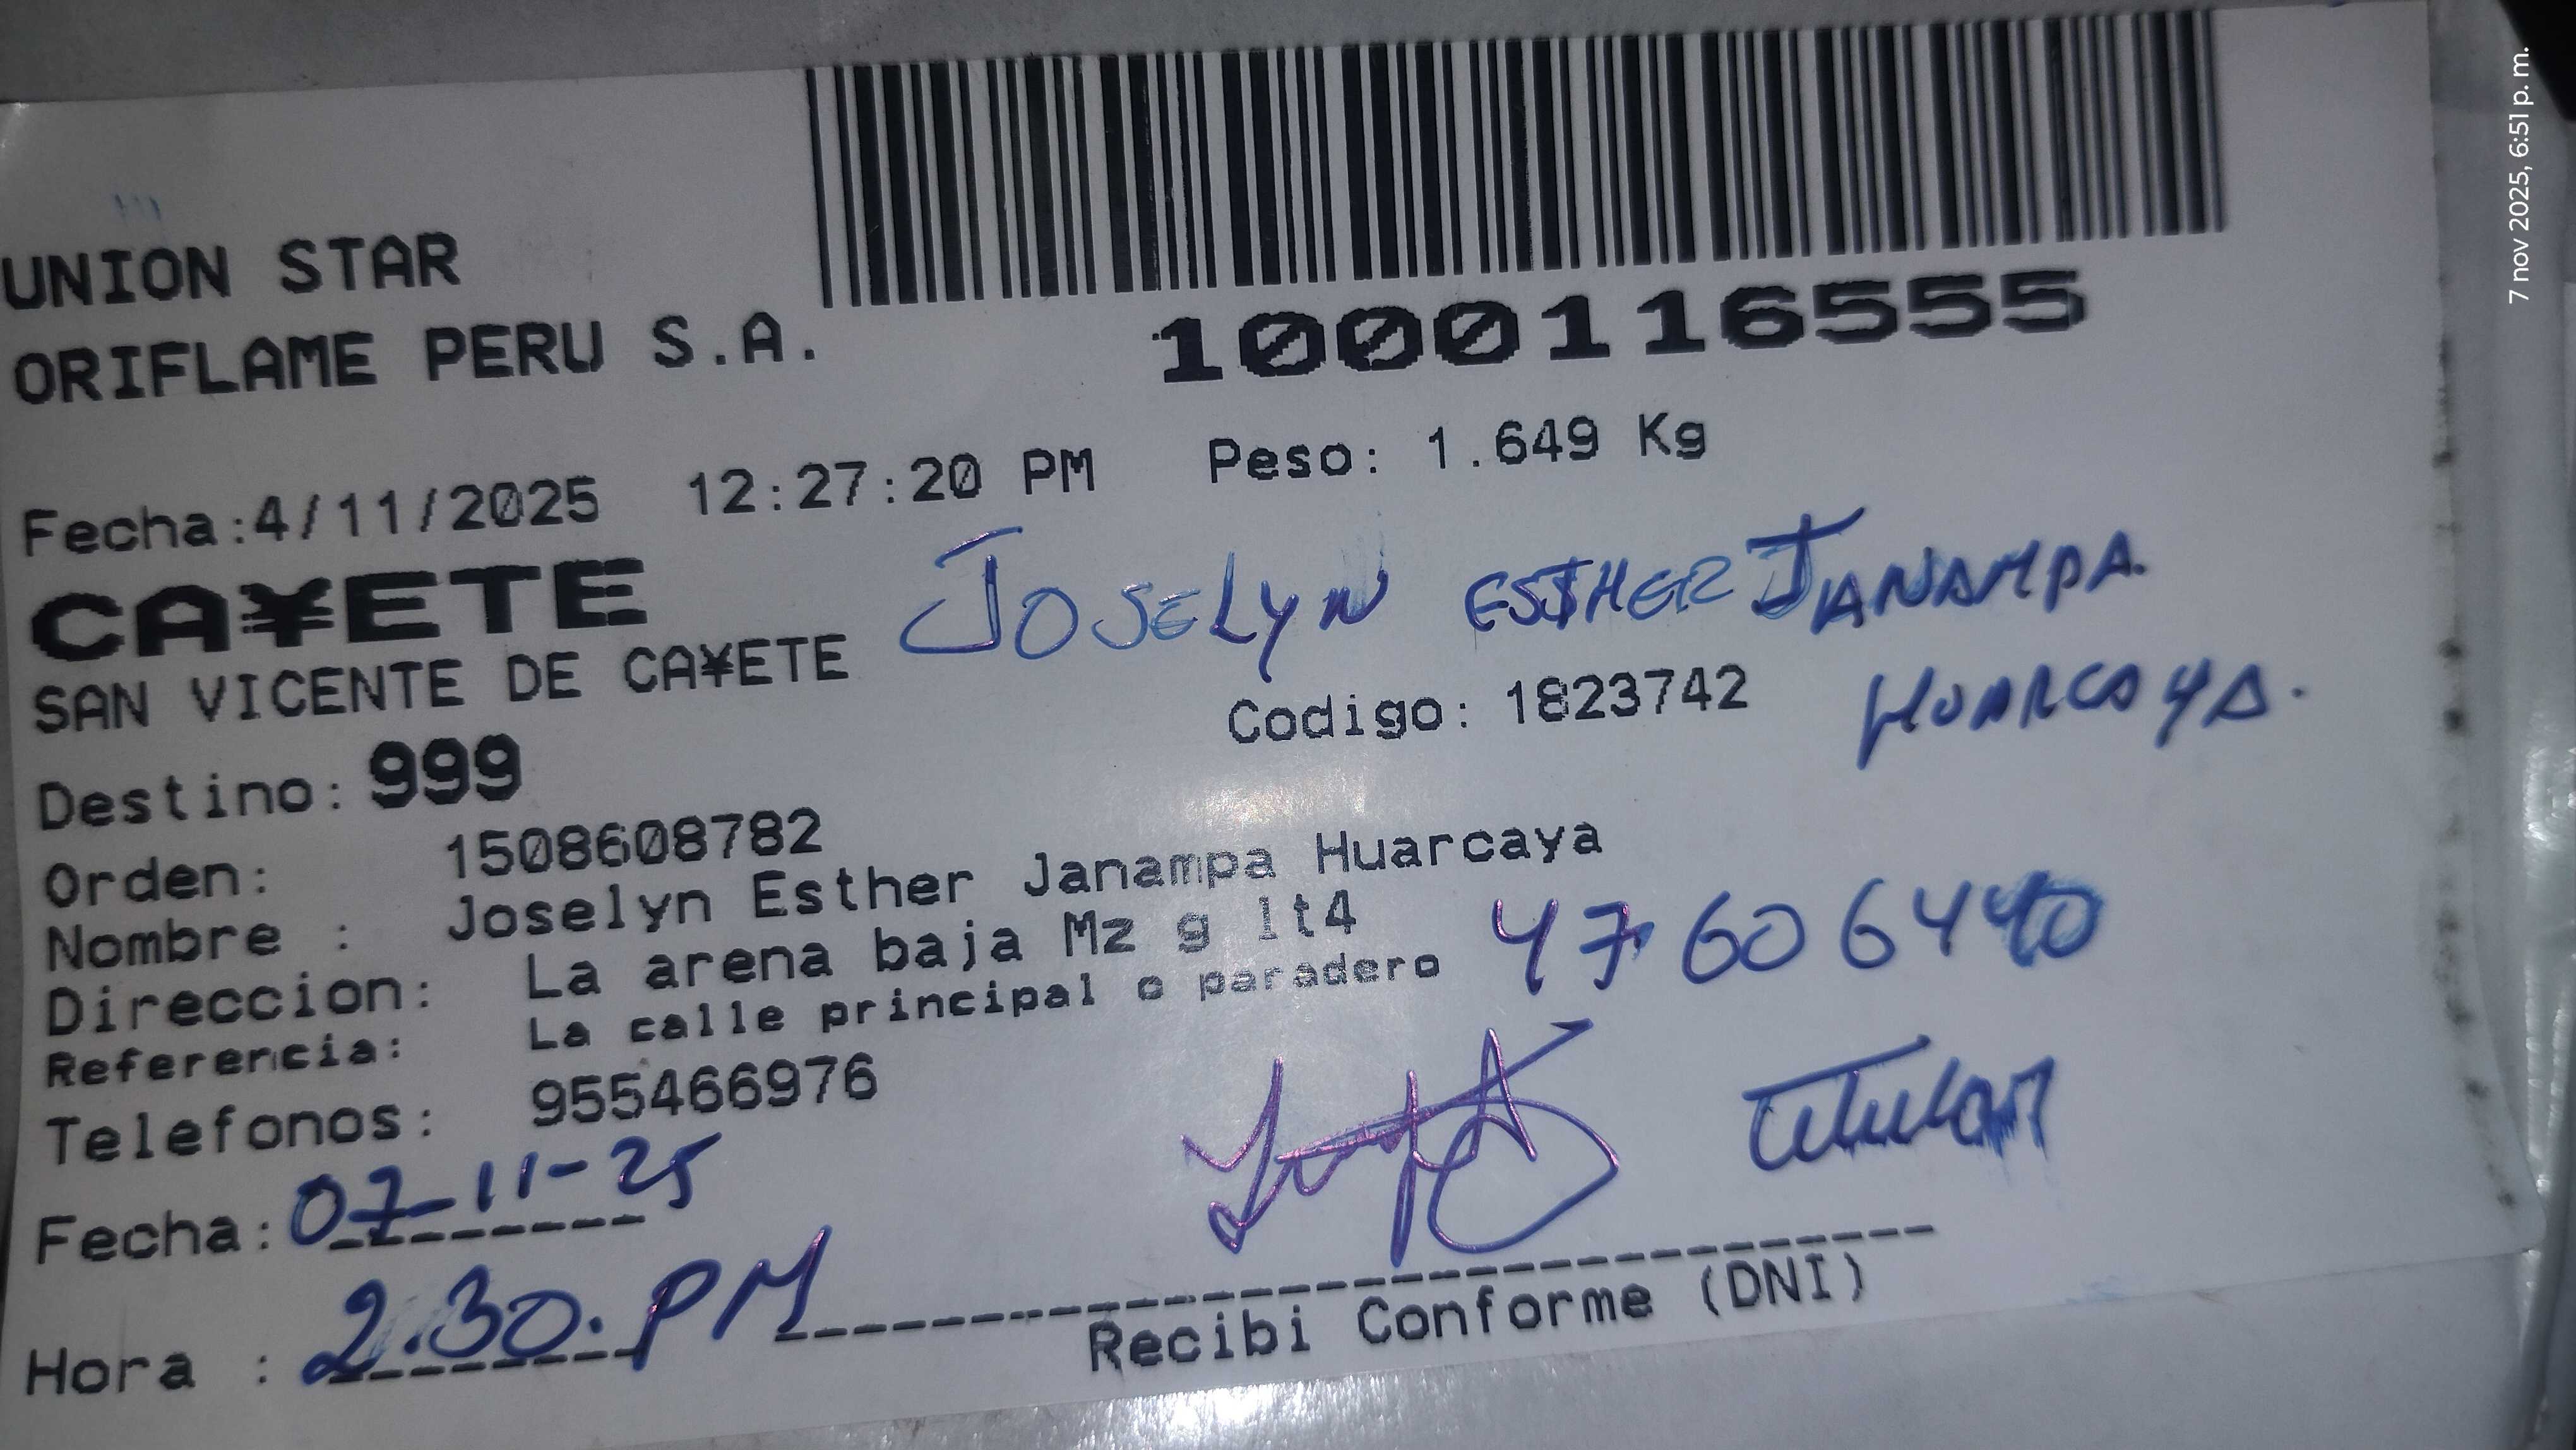 UNION STAR
ORIFLAME PERU S.A.
1000116555
Fecha:4/11/2025 12:27:20 PM Peso: 1.649 Kg
CA¥ETE
JOSELYN ESTHER JANAMPA.
HUARCAYA.
SAN VICENTE DE CA¥ETE
Codigo: 1823742
Destino: 999
Orden: 1508608782
Nombre : Joselyn Esther Janampa Huarcaya
Direccion: La arena baja Mz g lt4
Referencia: La calle principal o paradero
47606440
Telefonos: 955466976
titular
Fecha: 07-11-25
Hora : 2.30.PM
Recibi Conforme (DNI)
7 nov 2025, 6:51 p. m.